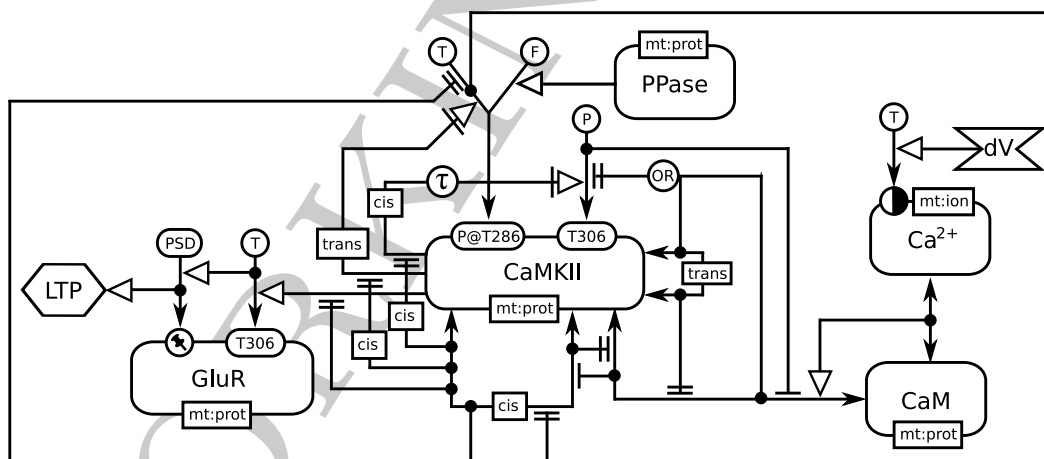 T
F
mt:prot
PPase
P
T
dV
τ
OR
cis
mt:ion
Ca2+
PSD
T
trans
P@T286
T306
CaMKII
trans
LTP
mt:prot
cis
T306
GluR
cis
mt:prot
cis
CaM
mt:prot
ORKIN